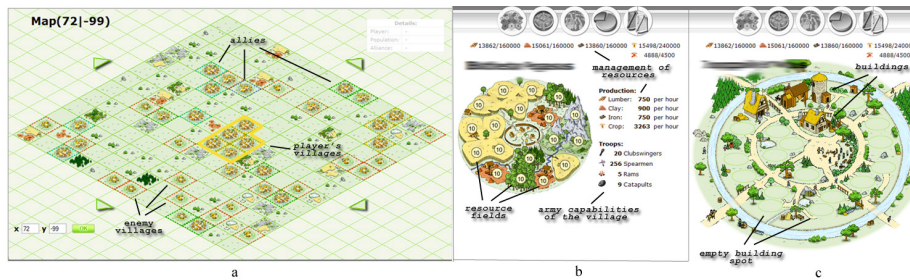 Map(72|-99)
Details:
Player: -
Population: -
Alliance: -
allies
player's
villages
enemy
villages
x 72 y -99
a
13862/160000 15061/160000 13860/160000 15498/240000
4888/4500
management of
resources
Production:
Lumber: 750 per hour
Clay: 900 per hour
Iron: 750 per hour
Crop: 3263 per hour
Troops:
20 Clubswingers
256 Spearmen
5 Rams
9 Catapults
resource
fields
army capabilities
of the village
b
13862/160000 15061/160000 13860/160000 15498/240000
4888/4500
buildings
empty building
spot
c